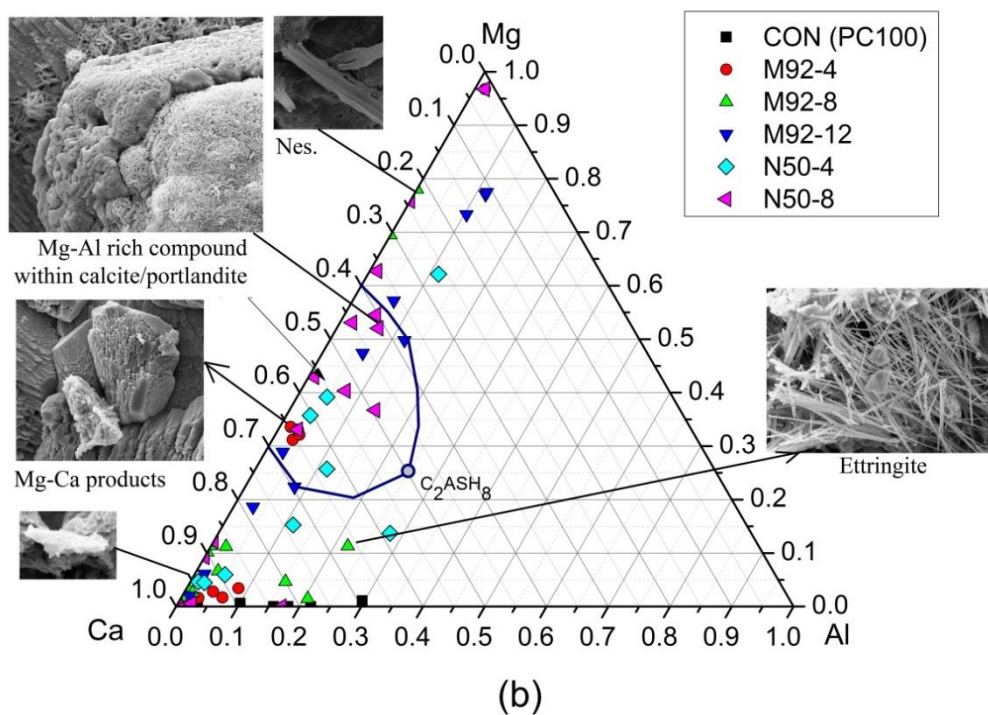 Mg
CON (PC100)
M92-4
M92-8
M92-12
N50-4
N50-8
Nes.
Mg-Al rich compound
within calcite/portlandite
Mg-Ca products
Ettringite
C2ASH8
0.0
0.1
0.2
0.3
0.4
0.5
0.6
0.7
0.8
0.9
1.0
1.0
0.9
0.8
0.7
0.6
0.5
0.4
0.3
0.2
0.1
0.0
Ca
0.0 0.1 0.2 0.3 0.4 0.5 0.6 0.7 0.8 0.9 1.0
Al
(b)